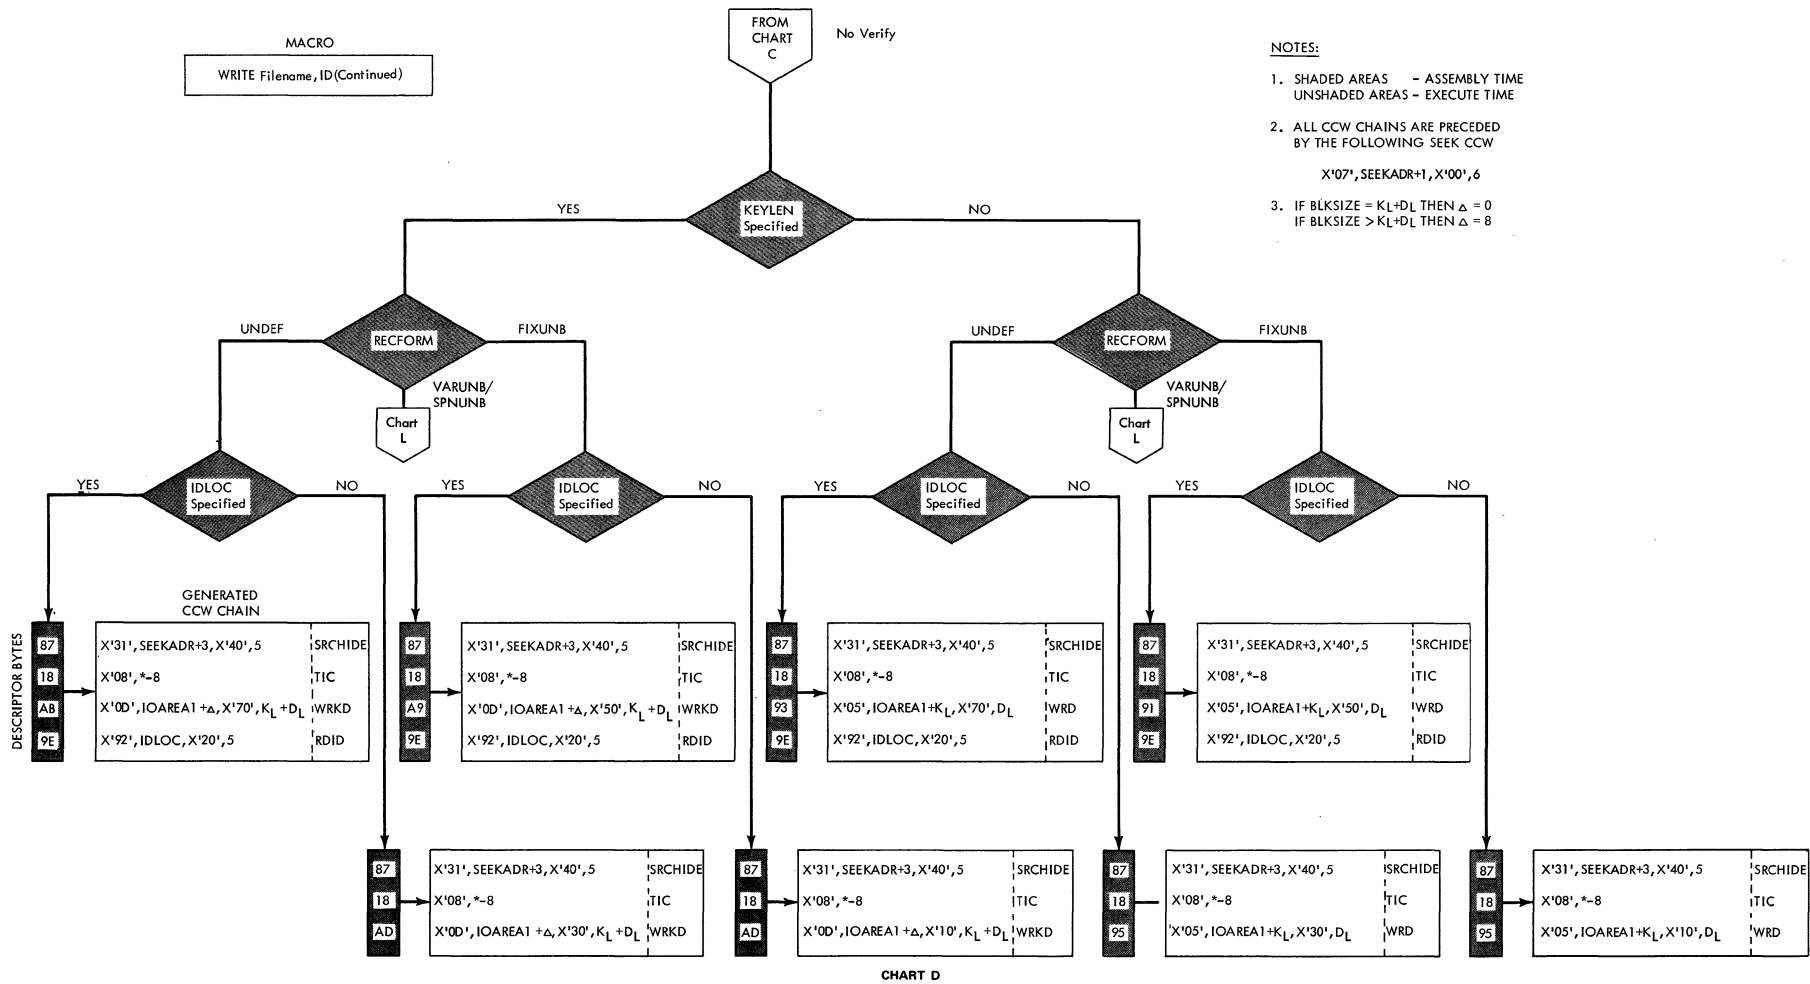 MACRO
WRITE Filename, ID(Continued)
FROM
CHART
C
No Verify
NOTES:
1. SHADED AREAS - ASSEMBLY TIME
UNSHADED AREAS - EXECUTE TIME
2. ALL CCW CHAINS ARE PRECEDED
BY THE FOLLOWING SEEK CCW
X'07',SEEKADR+1,X'00',6
3. IF BLKSIZE = KL+DL THEN Δ = 0
IF BLKSIZE > KL+DL THEN Δ = 8
YES
KEYLEN
Specified
NO
UNDEF
RECFORM
FIXUNB
VARUNB/
SPNUNB
Chart
L
UNDEF
RECFORM
FIXUNB
VARUNB/
SPNUNB
Chart
L
YES
IDLOC
Specified
NO
YES
IDLOC
Specified
NO
YES
IDLOC
Specified
NO
YES
IDLOC
Specified
NO
DESCRIPTOR BYTES
GENERATED
CCW CHAIN
87 X'31',SEEKADR+3,X'40',5 SRCHIDE
18 X'08',*-8 TIC
AB X'0D',IOAREA1+Δ,X'70',KL+DL WRKD
9E X'92',IDLOC,X'20',5 RDID
87 X'31',SEEKADR+3,X'40',5 SRCHIDE
18 X'08',*-8 TIC
A9 X'0D',IOAREA1+Δ,X'50',KL+DL WRKD
9E X'92',IDLOC,X'20',5 RDID
87 X'31',SEEKADR+3,X'40',5 SRCHIDE
18 X'08',*-8 TIC
93 X'05',IOAREA1+KL,X'70',DL WRD
9E X'92',IDLOC,X'20',5 RDID
87 X'31',SEEKADR+3,X'40',5 SRCHIDE
18 X'08',*-8 TIC
91 X'05',IOAREA1+KL,X'50',DL WRD
9E X'92',IDLOC,X'20',5 RDID
87 X'31',SEEKADR+3,X'40',5 SRCHIDE
18 X'08',*-8 TIC
AD X'0D',IOAREA1+Δ,X'30',KL+DL WRKD
87 X'31',SEEKADR+3,X'40',5 SRCHIDE
18 X'08',*-8 TIC
AD X'0D',IOAREA1+Δ,X'10',KL+DL WRKD
87 X'31',SEEKADR+3,X'40',5 SRCHIDE
18 X'08',*-8 TIC
95 X'05',IOAREA1+KL,X'30',DL WRD
87 X'31',SEEKADR+3,X'40',5 SRCHIDE
18 X'08',*-8 TIC
95 X'05',IOAREA1+KL,X'10',DL WRD
CHART D